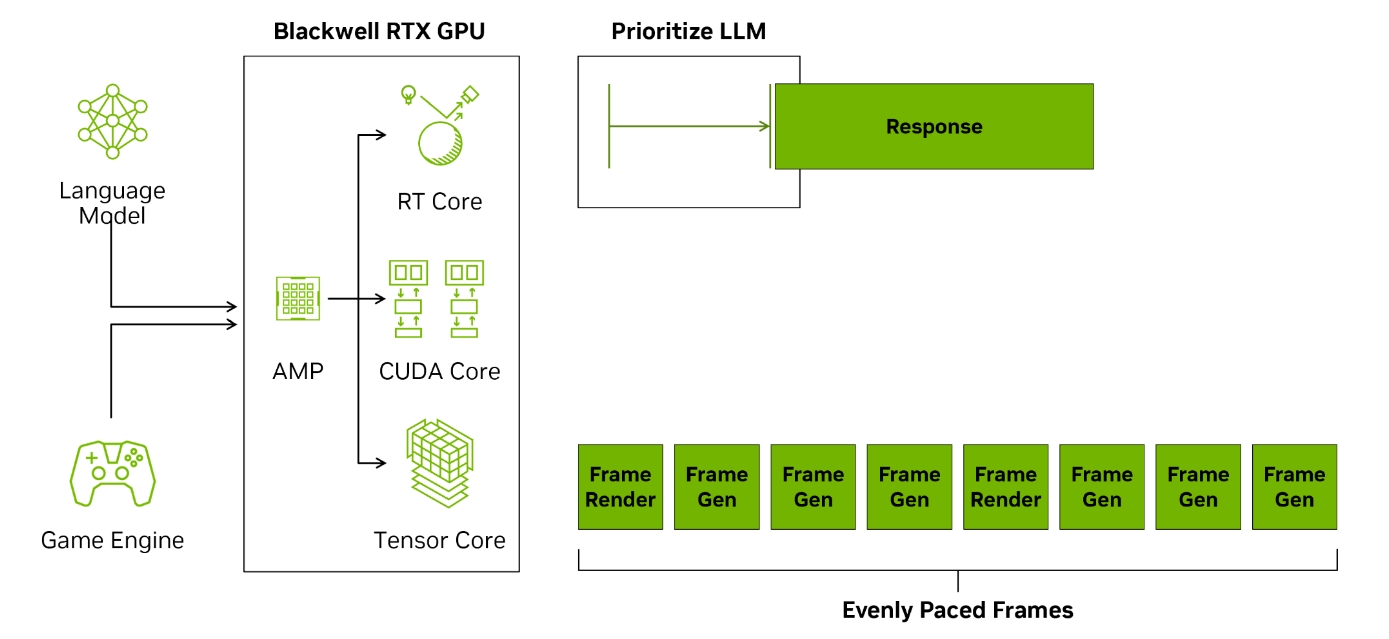 Blackwell RTX GPU
Prioritize LLM
Language
Model
RT Core
Response
AMP
CUDA Core
Game Engine
Tensor Core
Frame
Render
Frame
Gen
Frame
Gen
Frame
Gen
Frame
Render
Frame
Gen
Frame
Gen
Frame
Gen
Evenly Paced Frames